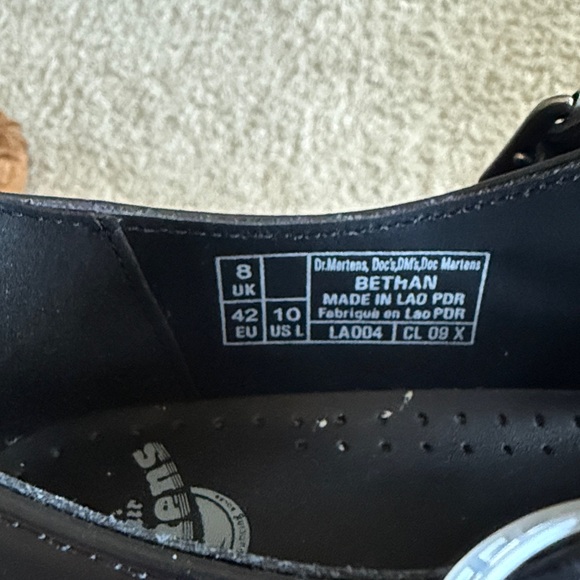 8
UK
42
EU
10
US L
Dr.Martens, Doc's,DM's,Doc Martens
BETHAN
MADE IN LAO PDR
Fabriqué en Lao PDR
LA004
CL 09 X